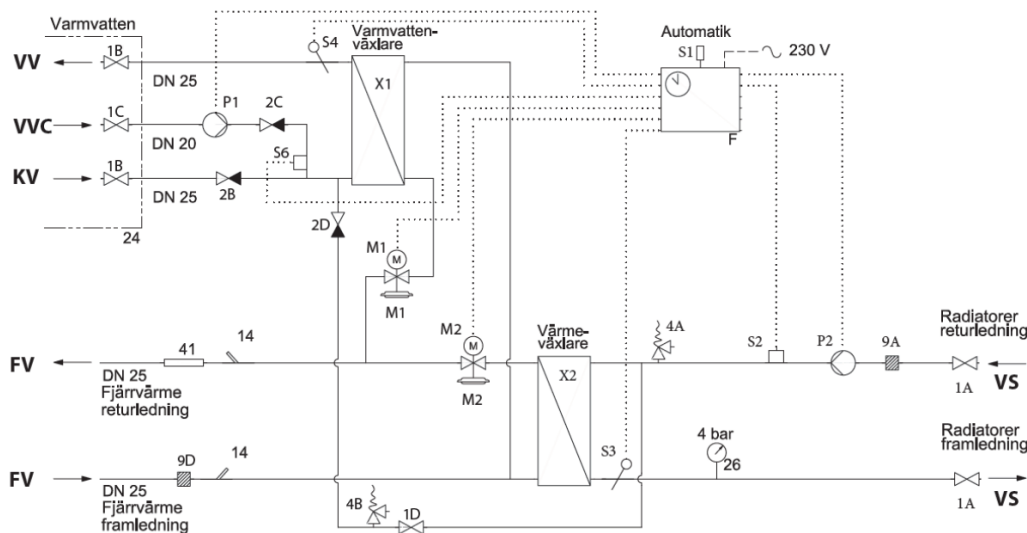 Varmvatten
Varmvatten-
växlare
Automatik
VV
1B
DN 25
S4
X1
S1
230 V
F
VVC
1C
DN 20
P1
2C
S6
KV
1B
DN 25
2B
24
2D
M1
M
M1
FV
41
14
DN 25
Fjärrvärme
returledning
M2
M
M2
Värme-
växlare
X2
4A
S2
P2
9A
Radiatorer
returledning
1A
VS
FV
9D
14
DN 25
Fjärrvärme
framledning
S3
4 bar
26
Radiatorer
framledning
1A
VS
4B
1D